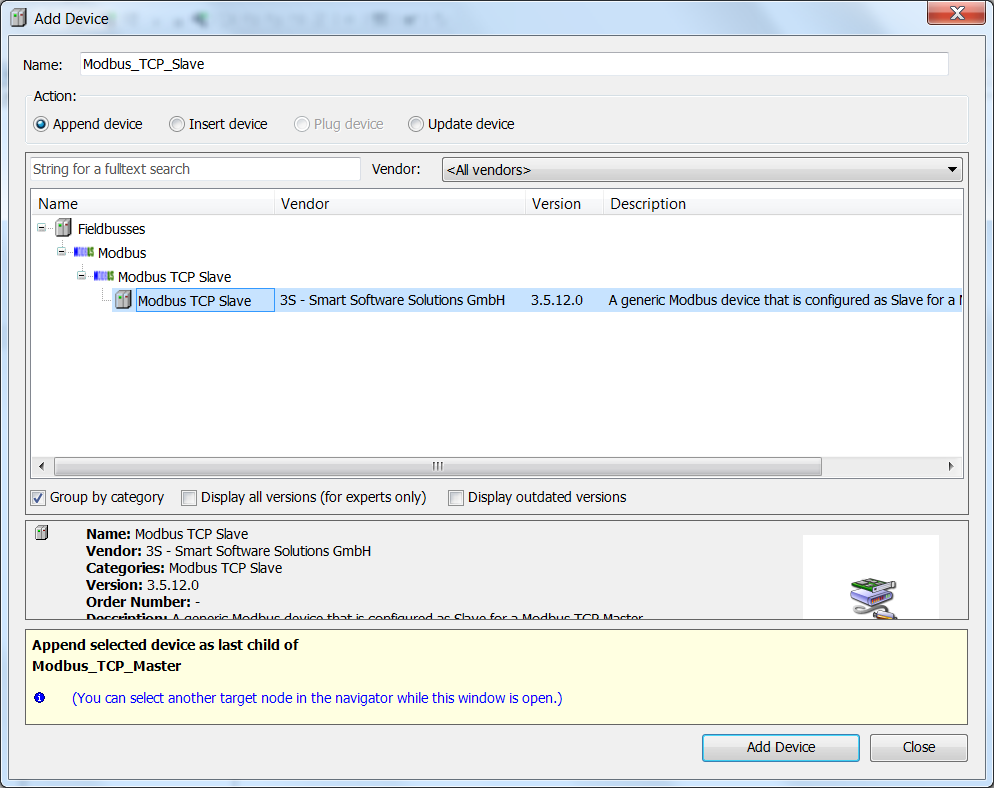 Add Device
Name: Modbus_TCP_Slave
Action:
Append device Insert device Plug device Update device
String for a fulltext search Vendor: <All vendors>
Name Vendor Version Description
Fieldbusses
Modbus
Modbus TCP Slave
Modbus TCP Slave 3S - Smart Software Solutions GmbH 3.5.12.0 A generic Modbus device that is configured as Slave for a
Group by category Display all versions (for experts only) Display outdated versions
Name: Modbus TCP Slave
Vendor: 3S - Smart Software Solutions GmbH
Categories: Modbus TCP Slave
Version: 3.5.12.0
Order Number: -
Description: A generic Modbus device that is configured as Slave for a Modbus TCP Master
Append selected device as last child of
Modbus_TCP_Master
(You can select another target node in the navigator while this window is open.)
Add Device Close